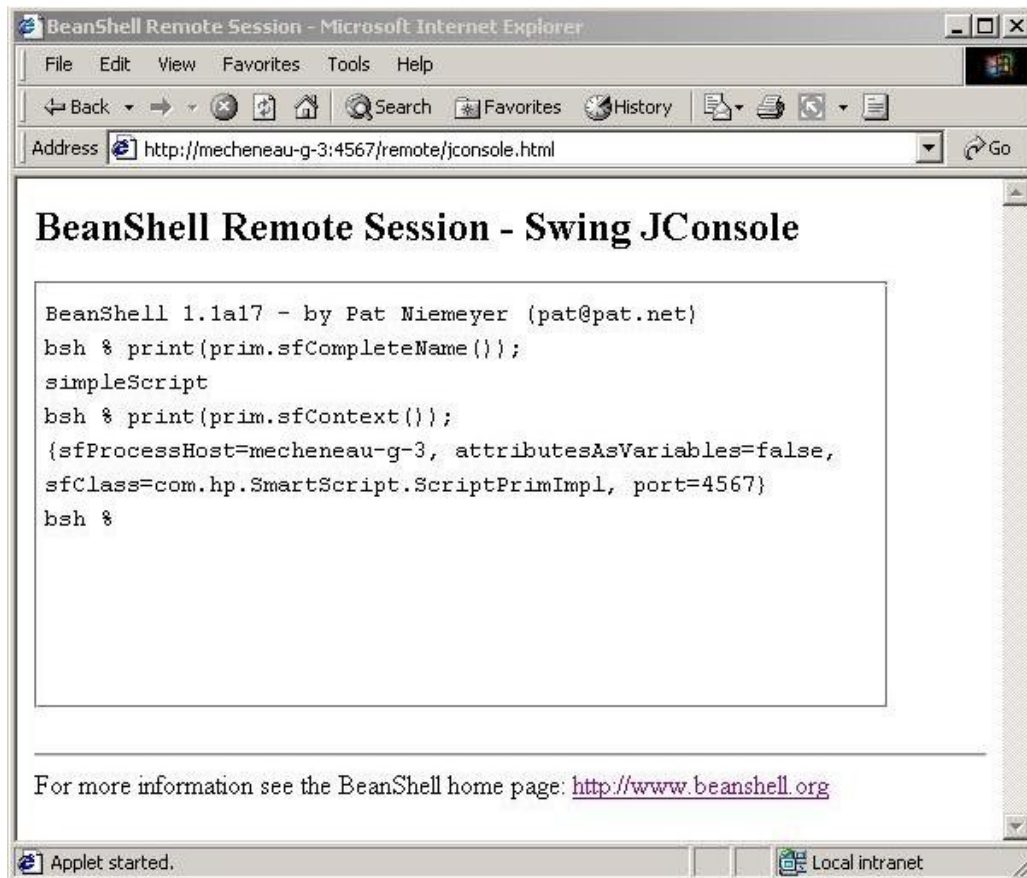 BeanShell Remote Session - Microsoft Internet Explorer
File Edit View Favorites Tools Help
Back Search Favorites History
Address http://mecheneau-g-3:4567/remote/jconsole.html Go
BeanShell Remote Session - Swing JConsole
BeanShell 1.1a17 - by Pat Niemeyer (pat@pat.net)
bsh % print(prim.sfCompleteName());
simpleScript
bsh % print(prim.sfContext());
{sfProcessHost=mecheneau-g-3, attributesAsVariables=false,
sfClass=com.hp.SmartScript.ScriptPrimImpl, port=4567}
bsh %
For more information see the BeanShell home page: http://www.beanshell.org
Applet started. Local intranet